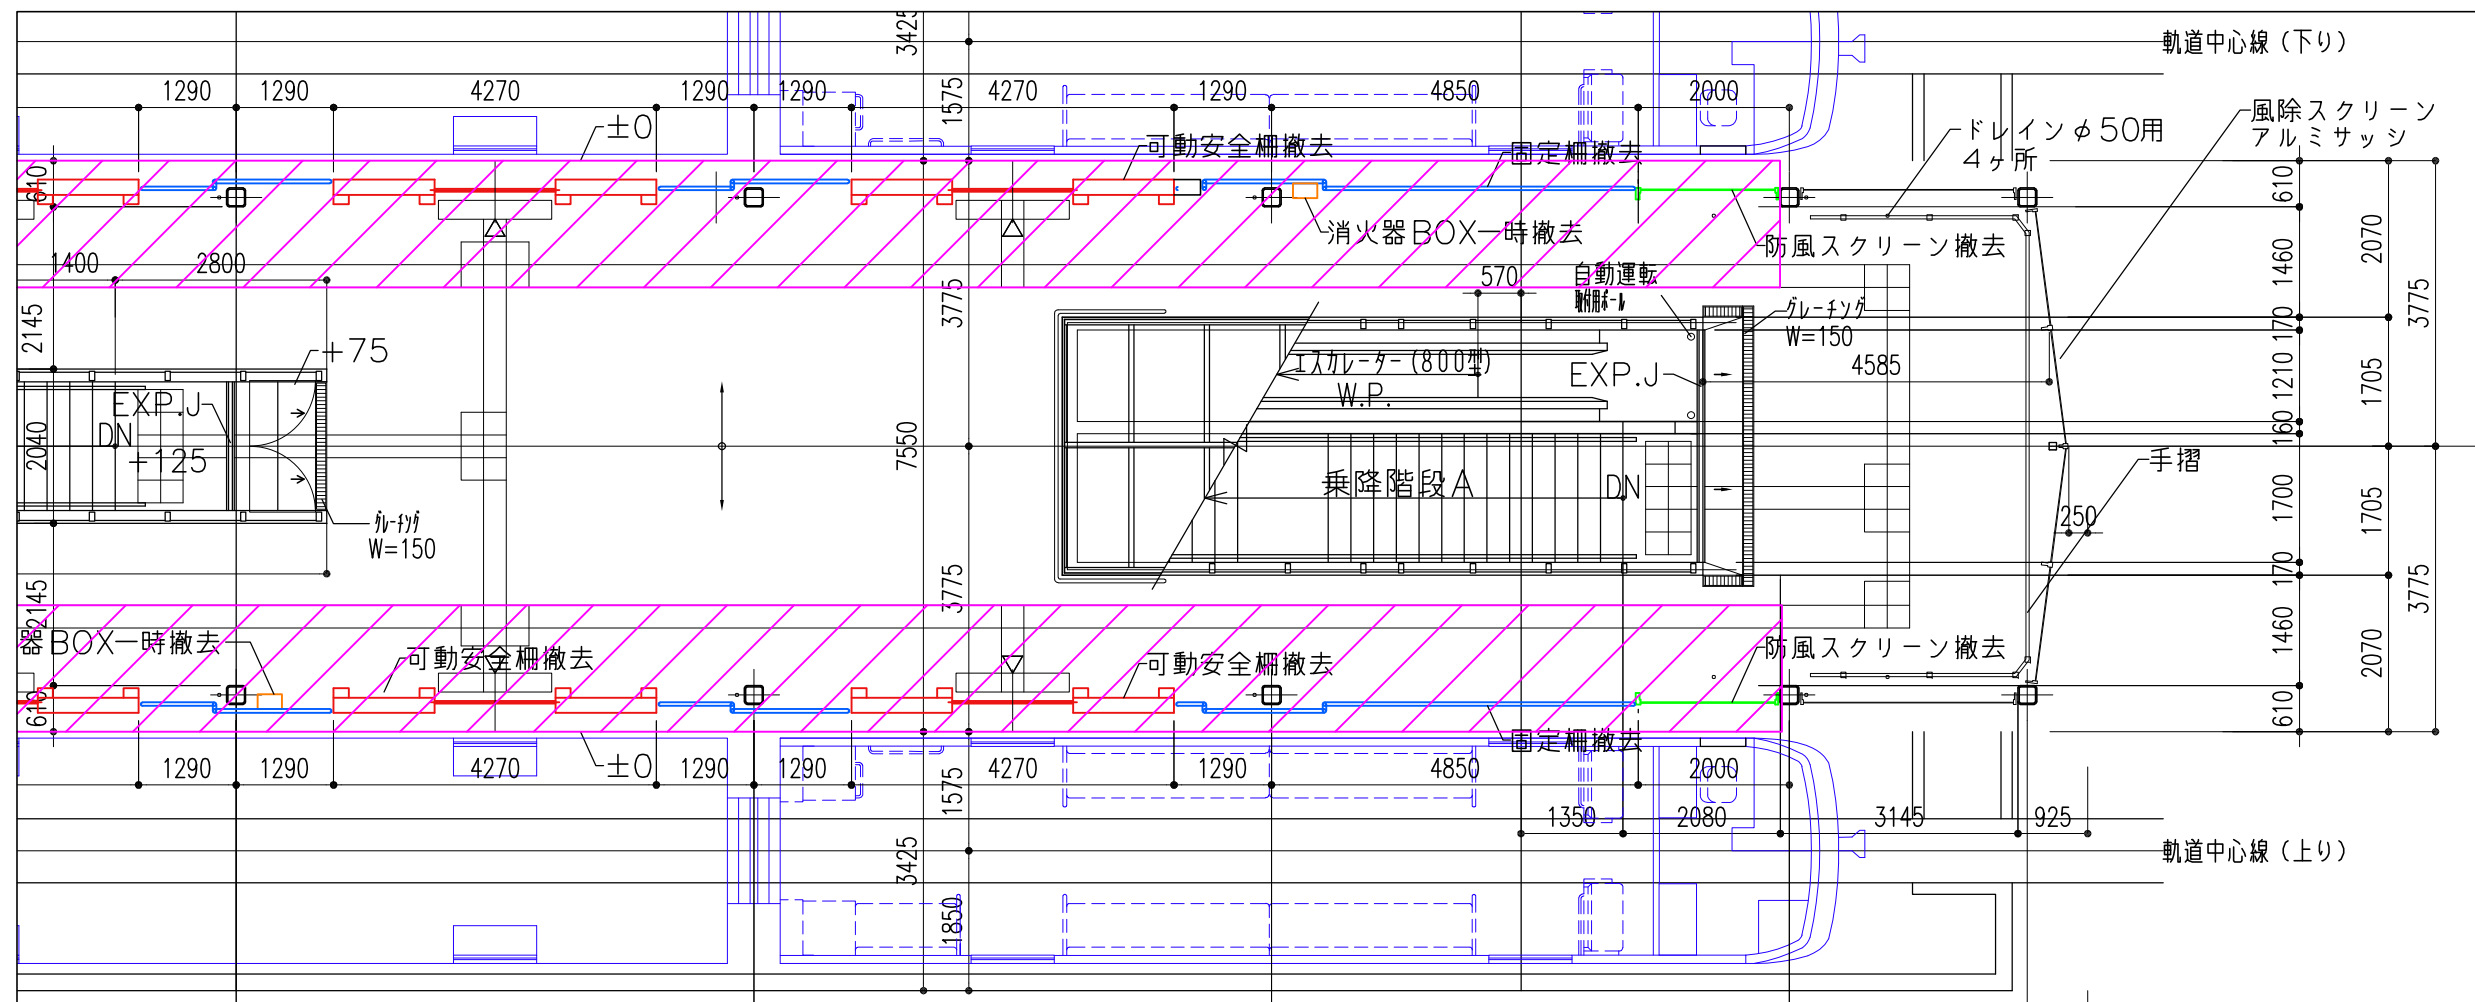 3425
軌道中心線（下り）
1290
1290
4270
1290
1290
1575
4270
1290
4850
2000
風除スクリーン
アルミサッシ
ドレインφ50用
4ヶ所
±0
可動安全柵撤去
固定柵撤去
610
610
消火器BOX一時撤去
防風スクリーン撤去
2070
1460
1400
2800
570
自動運転
3775
3775
グレーチング
W=150
2145
170
+75
エスカレーター(800型)
W.P.
EXP.J
4585
1210
1705
EXP.J
DN
2040
+125
7550
160
手摺
乗降階段A
DN
1700
1705
250
グレーチング
W=150
170
2145
3775
3775
器BOX一時撤去
可動安全柵撤去
可動安全柵撤去
防風スクリーン撤去
1460
2070
610
610
固定柵撤去
1290
1290
4270
±0
1290
1290
1575
4270
1290
4850
2000
1350
2080
3145
925
3425
軌道中心線（上り）
1850